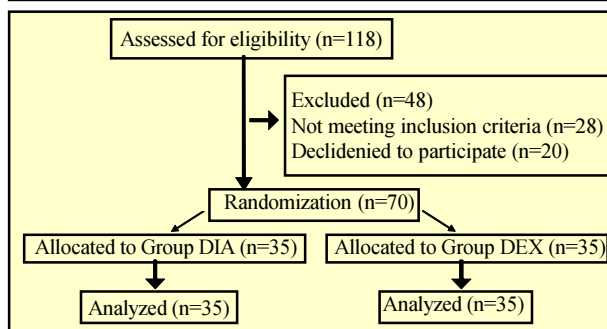 Assessed for eligibility (n=118)
Excluded (n=48)
Not meeting inclusion criteria (n=28)
Declidenied to participate (n=20)
Randomization (n=70)
Allocated to Group DIA (n=35)
Allocated to Group DEX (n=35)
Analyzed (n=35)
Analyzed (n=35)